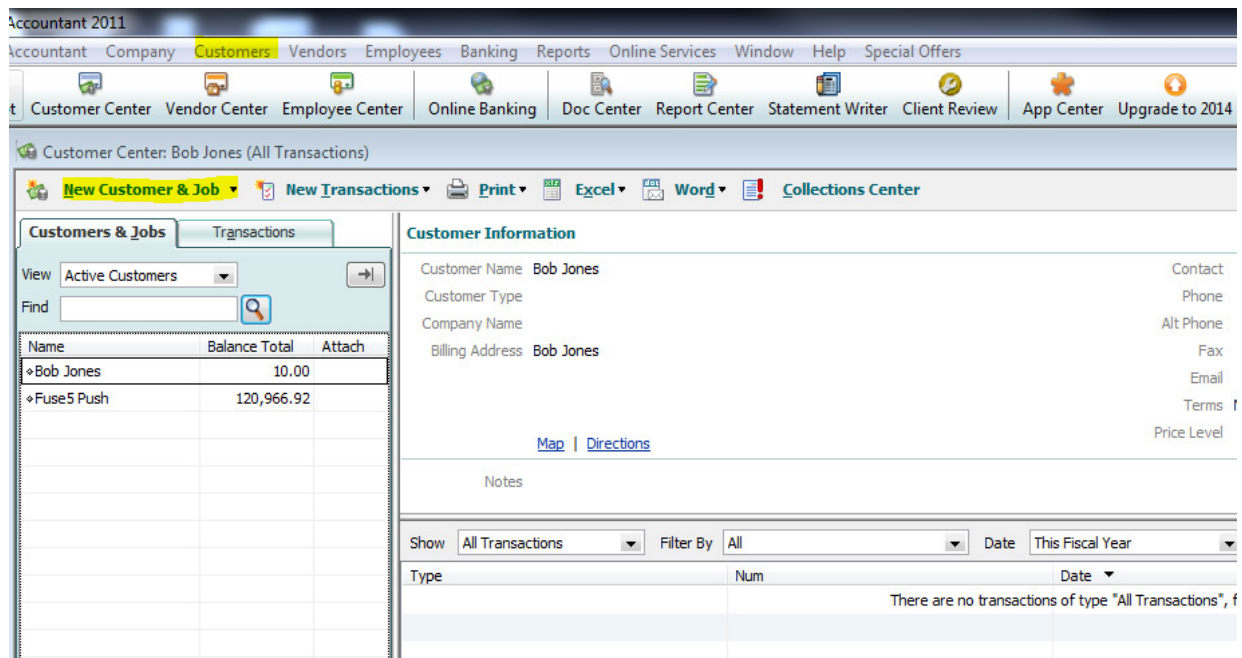 Accountant 2011
Accountant Company Customers Vendors Employees Banking Reports Online Services Window Help Special Offers
Customer Center Vendor Center Employee Center Online Banking Doc Center Report Center Statement Writer Client Review App Center Upgrade to 2014
Customer Center: Bob Jones (All Transactions)
New Customer & Job New Transactions Print Excel Word Collections Center
Customers & Jobs Transactions
View Active Customers
Find
Name Balance Total Attach
Bob Jones 10.00
Fuse5 Push 120,966.92
Customer Information
Customer Name Bob Jones Contact
Customer Type Phone
Company Name Alt Phone
Billing Address Bob Jones Fax
Email
Terms
Map | Directions Price Level
Notes
Show All Transactions Filter By All Date This Fiscal Year
Type Num Date
There are no transactions of type "All Transactions",